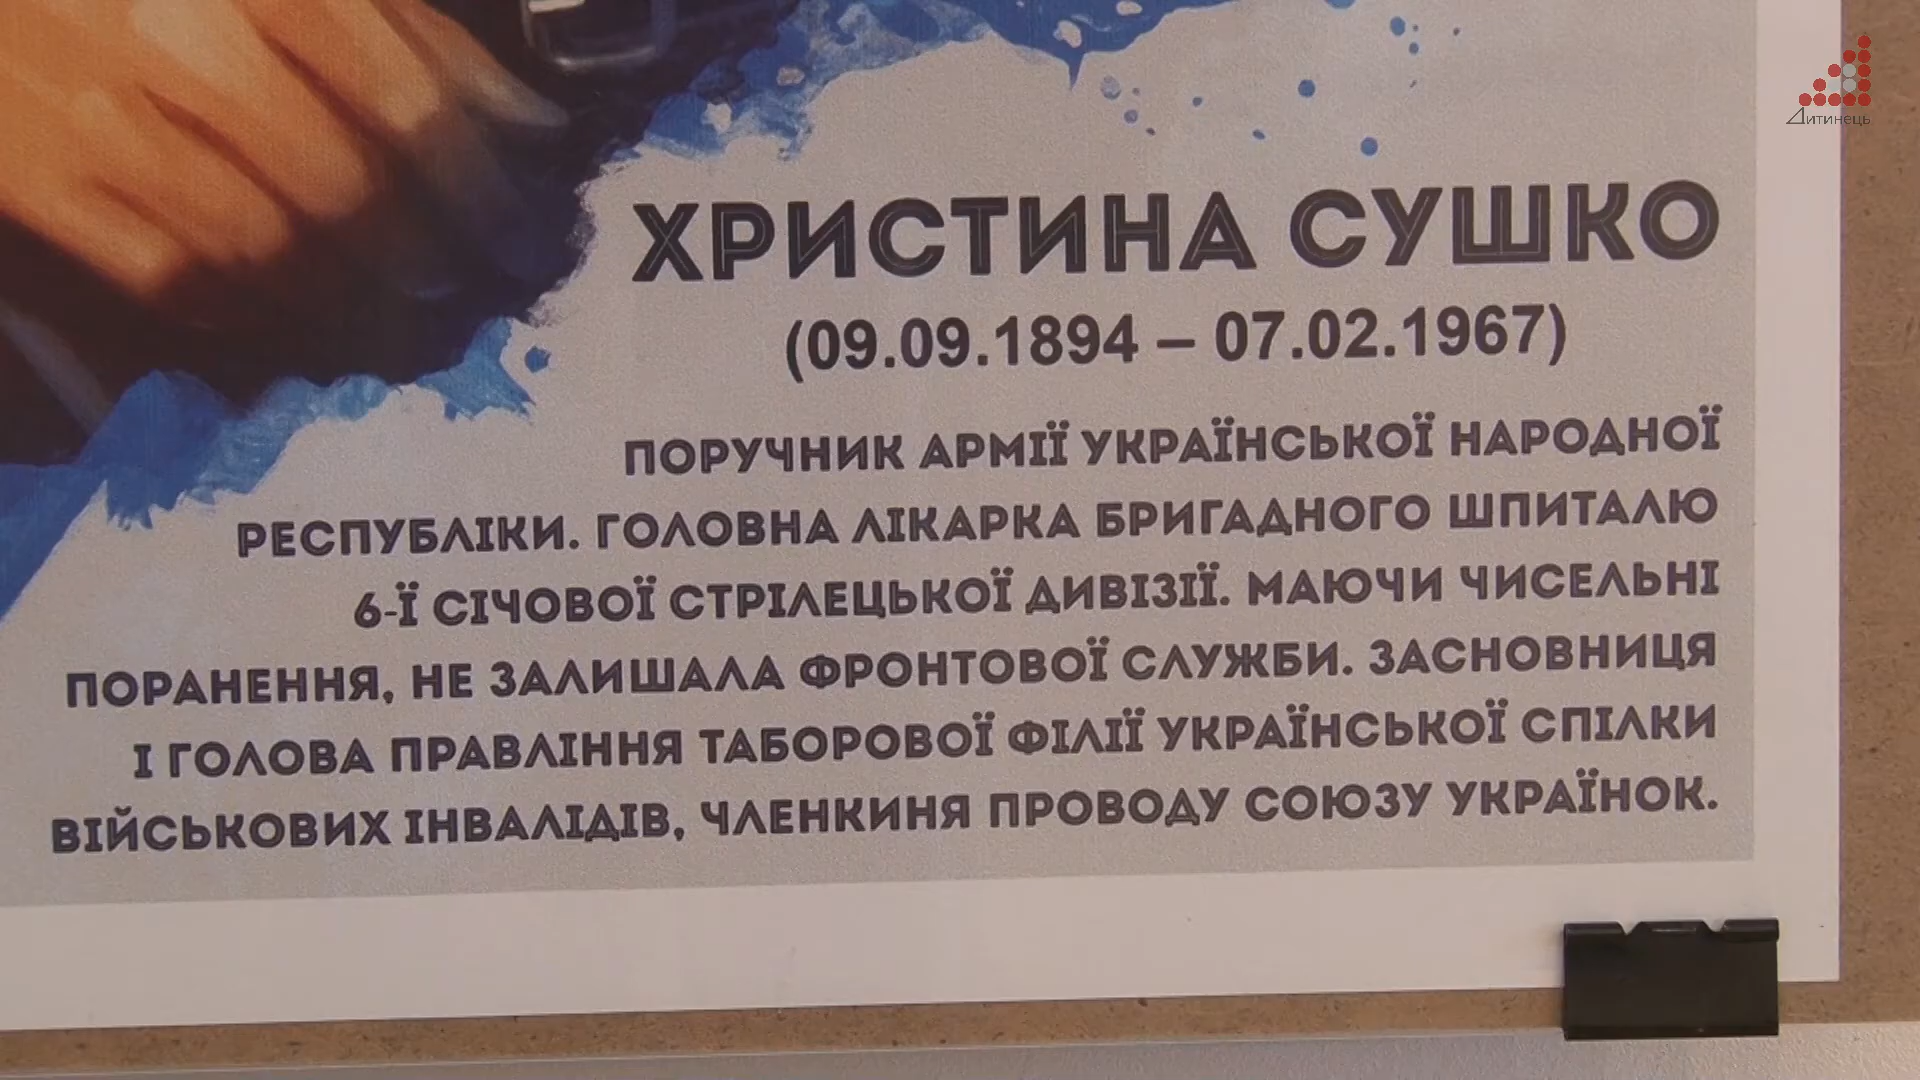 Дитинець
ХРИСТИНА СУШКО
(09.09.1894 – 07.02.1967)
ПОРУЧНИК АРМІЇ УКРАЇНСЬКОЇ НАРОДНОЇ
РЕСПУБЛІКИ. ГОЛОВНА ЛІКАРКА БРИГАДНОГО ШПИТАЛЮ
6-Ї СІЧОВОЇ СТРІЛЕЦЬКОЇ ДИВІЗІЇ. МАЮЧИ ЧИСЕЛЬНІ
ПОРАНЕННЯ, НЕ ЗАЛИШАЛА ФРОНТОВОЇ СЛУЖБИ. ЗАСНОВНИЦЯ
І ГОЛОВА ПРАВЛІННЯ ТАБОРОВОЇ ФІЛІЇ УКРАЇНСЬКОЇ СПІЛКИ
ВІЙСЬКОВИХ ІНВАЛІДІВ, ЧЛЕНКИНЯ ПРОВОДУ СОЮЗУ УКРАЇНОК.